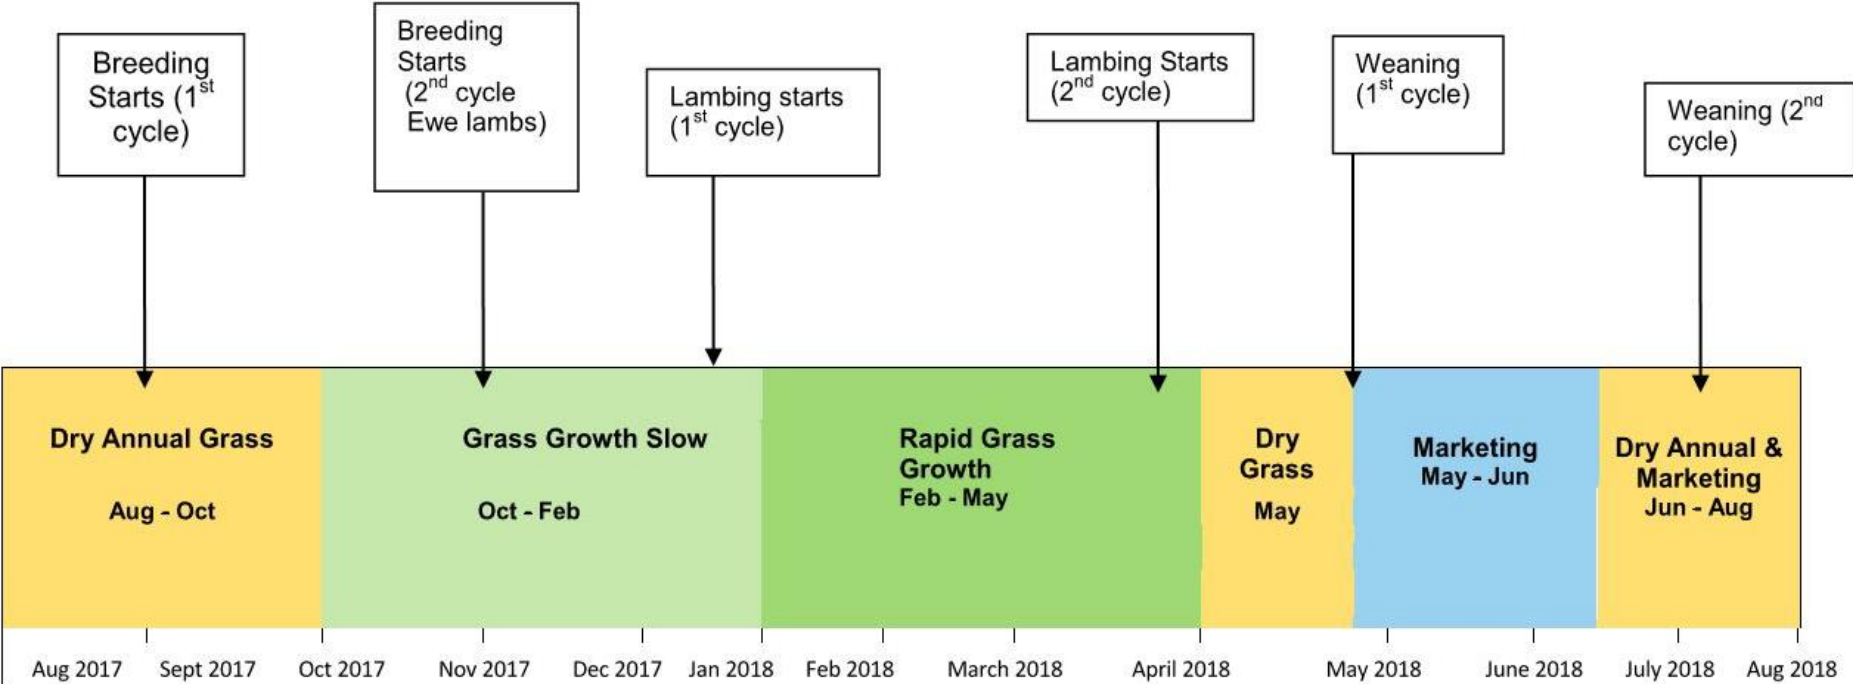 Breeding
Starts (1st
cycle)
Breeding
Starts
(2nd cycle
Ewe lambs)
Lambing starts
(1st cycle)
Lambing Starts
(2nd cycle)
Weaning
(1st cycle)
Weaning (2nd
cycle)
Dry Annual Grass
Aug - Oct
Grass Growth Slow
Oct - Feb
Rapid Grass
Growth
Feb - May
Dry
Grass
May
Marketing
May - Jun
Dry Annual &
Marketing
Jun - Aug
Aug 2017 Sept 2017 Oct 2017 Nov 2017 Dec 2017 Jan 2018 Feb 2018 March 2018 April 2018 May 2018 June 2018 July 2018 Aug 2018